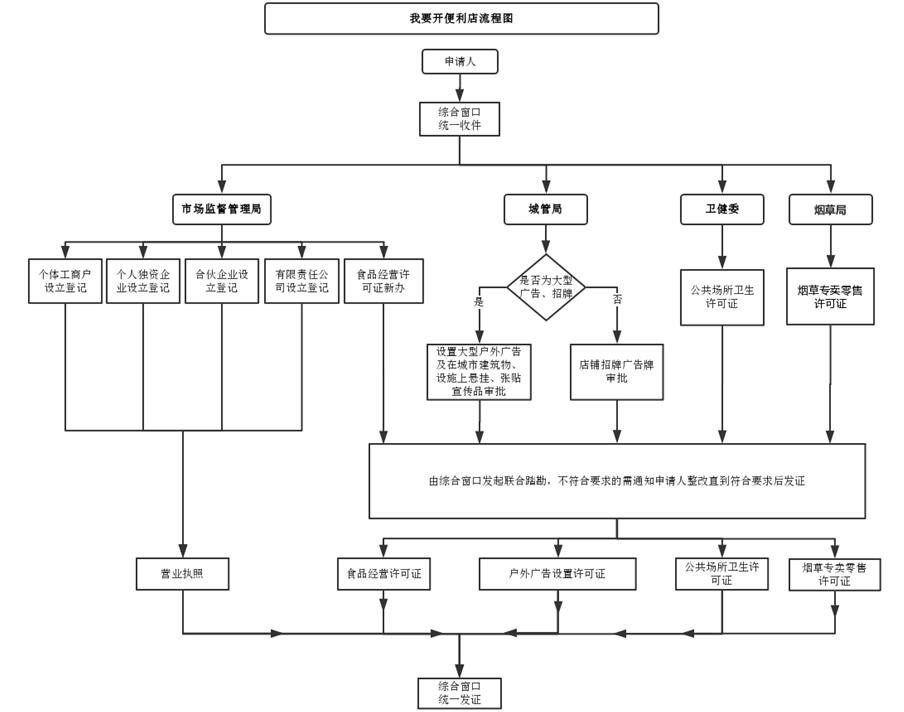 我要开便利店流程图
申请人
综合窗口
统一收件
市场监督管理局
城管局
卫健委
烟草局
个体工商户
设立登记
个人独资企
业设立登记
合伙企业设
立登记
有限责任公
司设立登记
食品经营许
可证新办
是否为大型
广告、招牌
是
否
公共场所卫生
许可证
烟草专卖零售
许可证
设置大型户外广告
及在城市建筑物、
设施上悬挂、张贴
宣传品审批
店铺招牌广告牌
审批
由综合窗口发起联合踏勘，不符合要求的需通知申请人整改直到符合要求后发证
营业执照
食品经营许可证
户外广告设置许可证
公共场所卫生许
可证
烟草专卖零售
许可证
综合窗口
统一发证